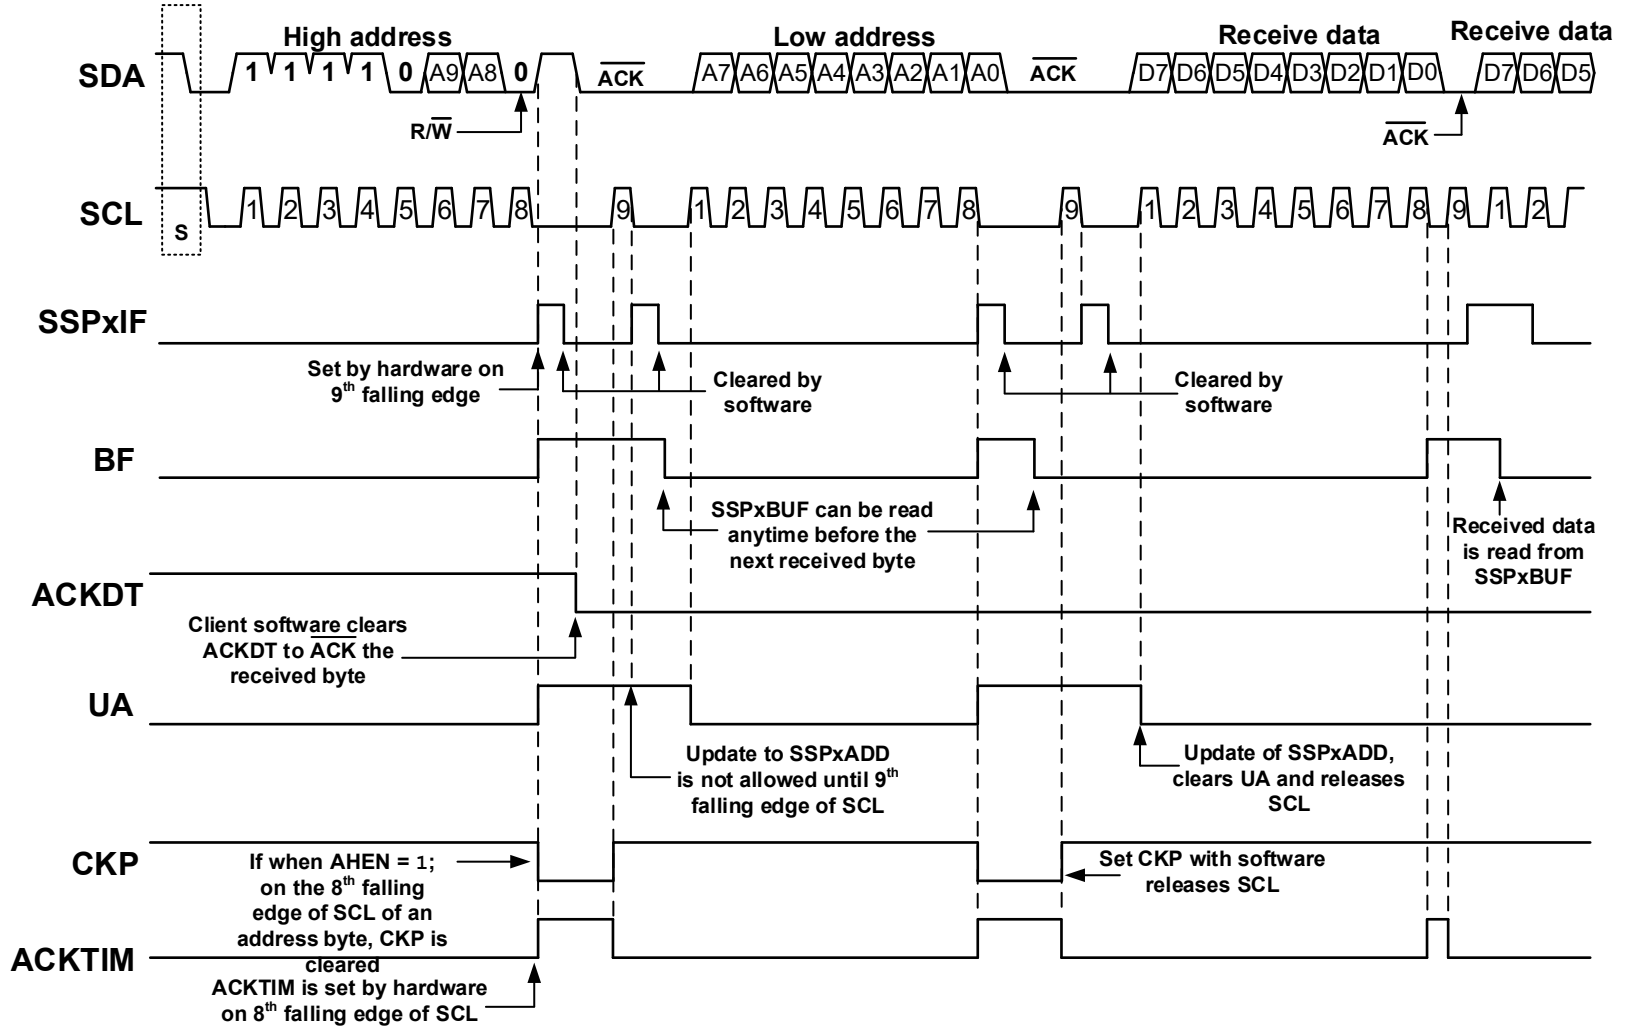 High address
Low address
Receive data
Receive data
SDA
1 1 1 1 0 A9 A8 0
ACK
A7 A6 A5 A4 A3 A2 A1 A0
ACK
D7 D6 D5 D4 D3 D2 D1 D0
D7 D6 D5
R/W
ACK
SCL
S
1 2 3 4 5 6 7 8 9 1 2 3 4 5 6 7 8 9 1 2 3 4 5 6 7 8 9 1 2
SSPxIF
Set by hardware on
9th falling edge
Cleared by
software
Cleared by
software
BF
SSPxBUF can be read
anytime before the
next received byte
Received data
is read from
SSPxBUF
ACKDT
Client software clears
ACKDT to ACK the
received byte
UA
Update to SSPxADD
is not allowed until 9th
falling edge of SCL
Update of SSPxADD,
clears UA and releases
SCL
CKP
If when AHEN = 1;
on the 8th falling
edge of SCL of an
address byte, CKP is
cleared
Set CKP with software
releases SCL
ACKTIM
ACKTIM is set by hardware
on 8th falling edge of SCL